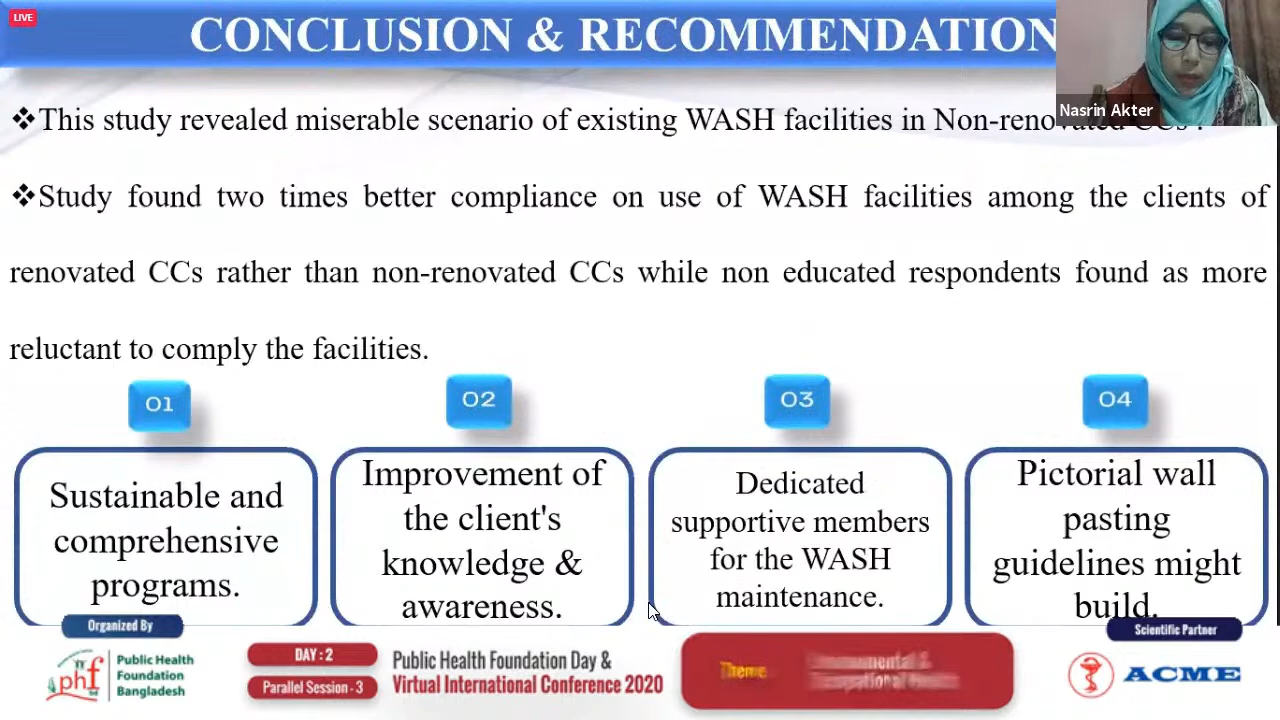 LIVE
CONCLUSION & RECOMMENDATION
Nasrin Akter
❖This study revealed miserable scenario of existing WASH facilities in Non-renovated CCs .
❖Study found two times better compliance on use of WASH facilities among the clients of
renovated CCs rather than non-renovated CCs while non educated respondents found as more
reluctant to comply the facilities.
01
Sustainable and
comprehensive
programs.
02
Improvement of
the client's
knowledge &
awareness.
03
Dedicated
supportive members
for the WASH
maintenance.
04
Pictorial wall
pasting
guidelines might
build.
Organized By
phf
Public Health
Foundation
Bangladesh
DAY : 2
Parallel Session - 3
Public Health Foundation Day &
Virtual International Conference 2020
Theme
Scientific Partner
ACME